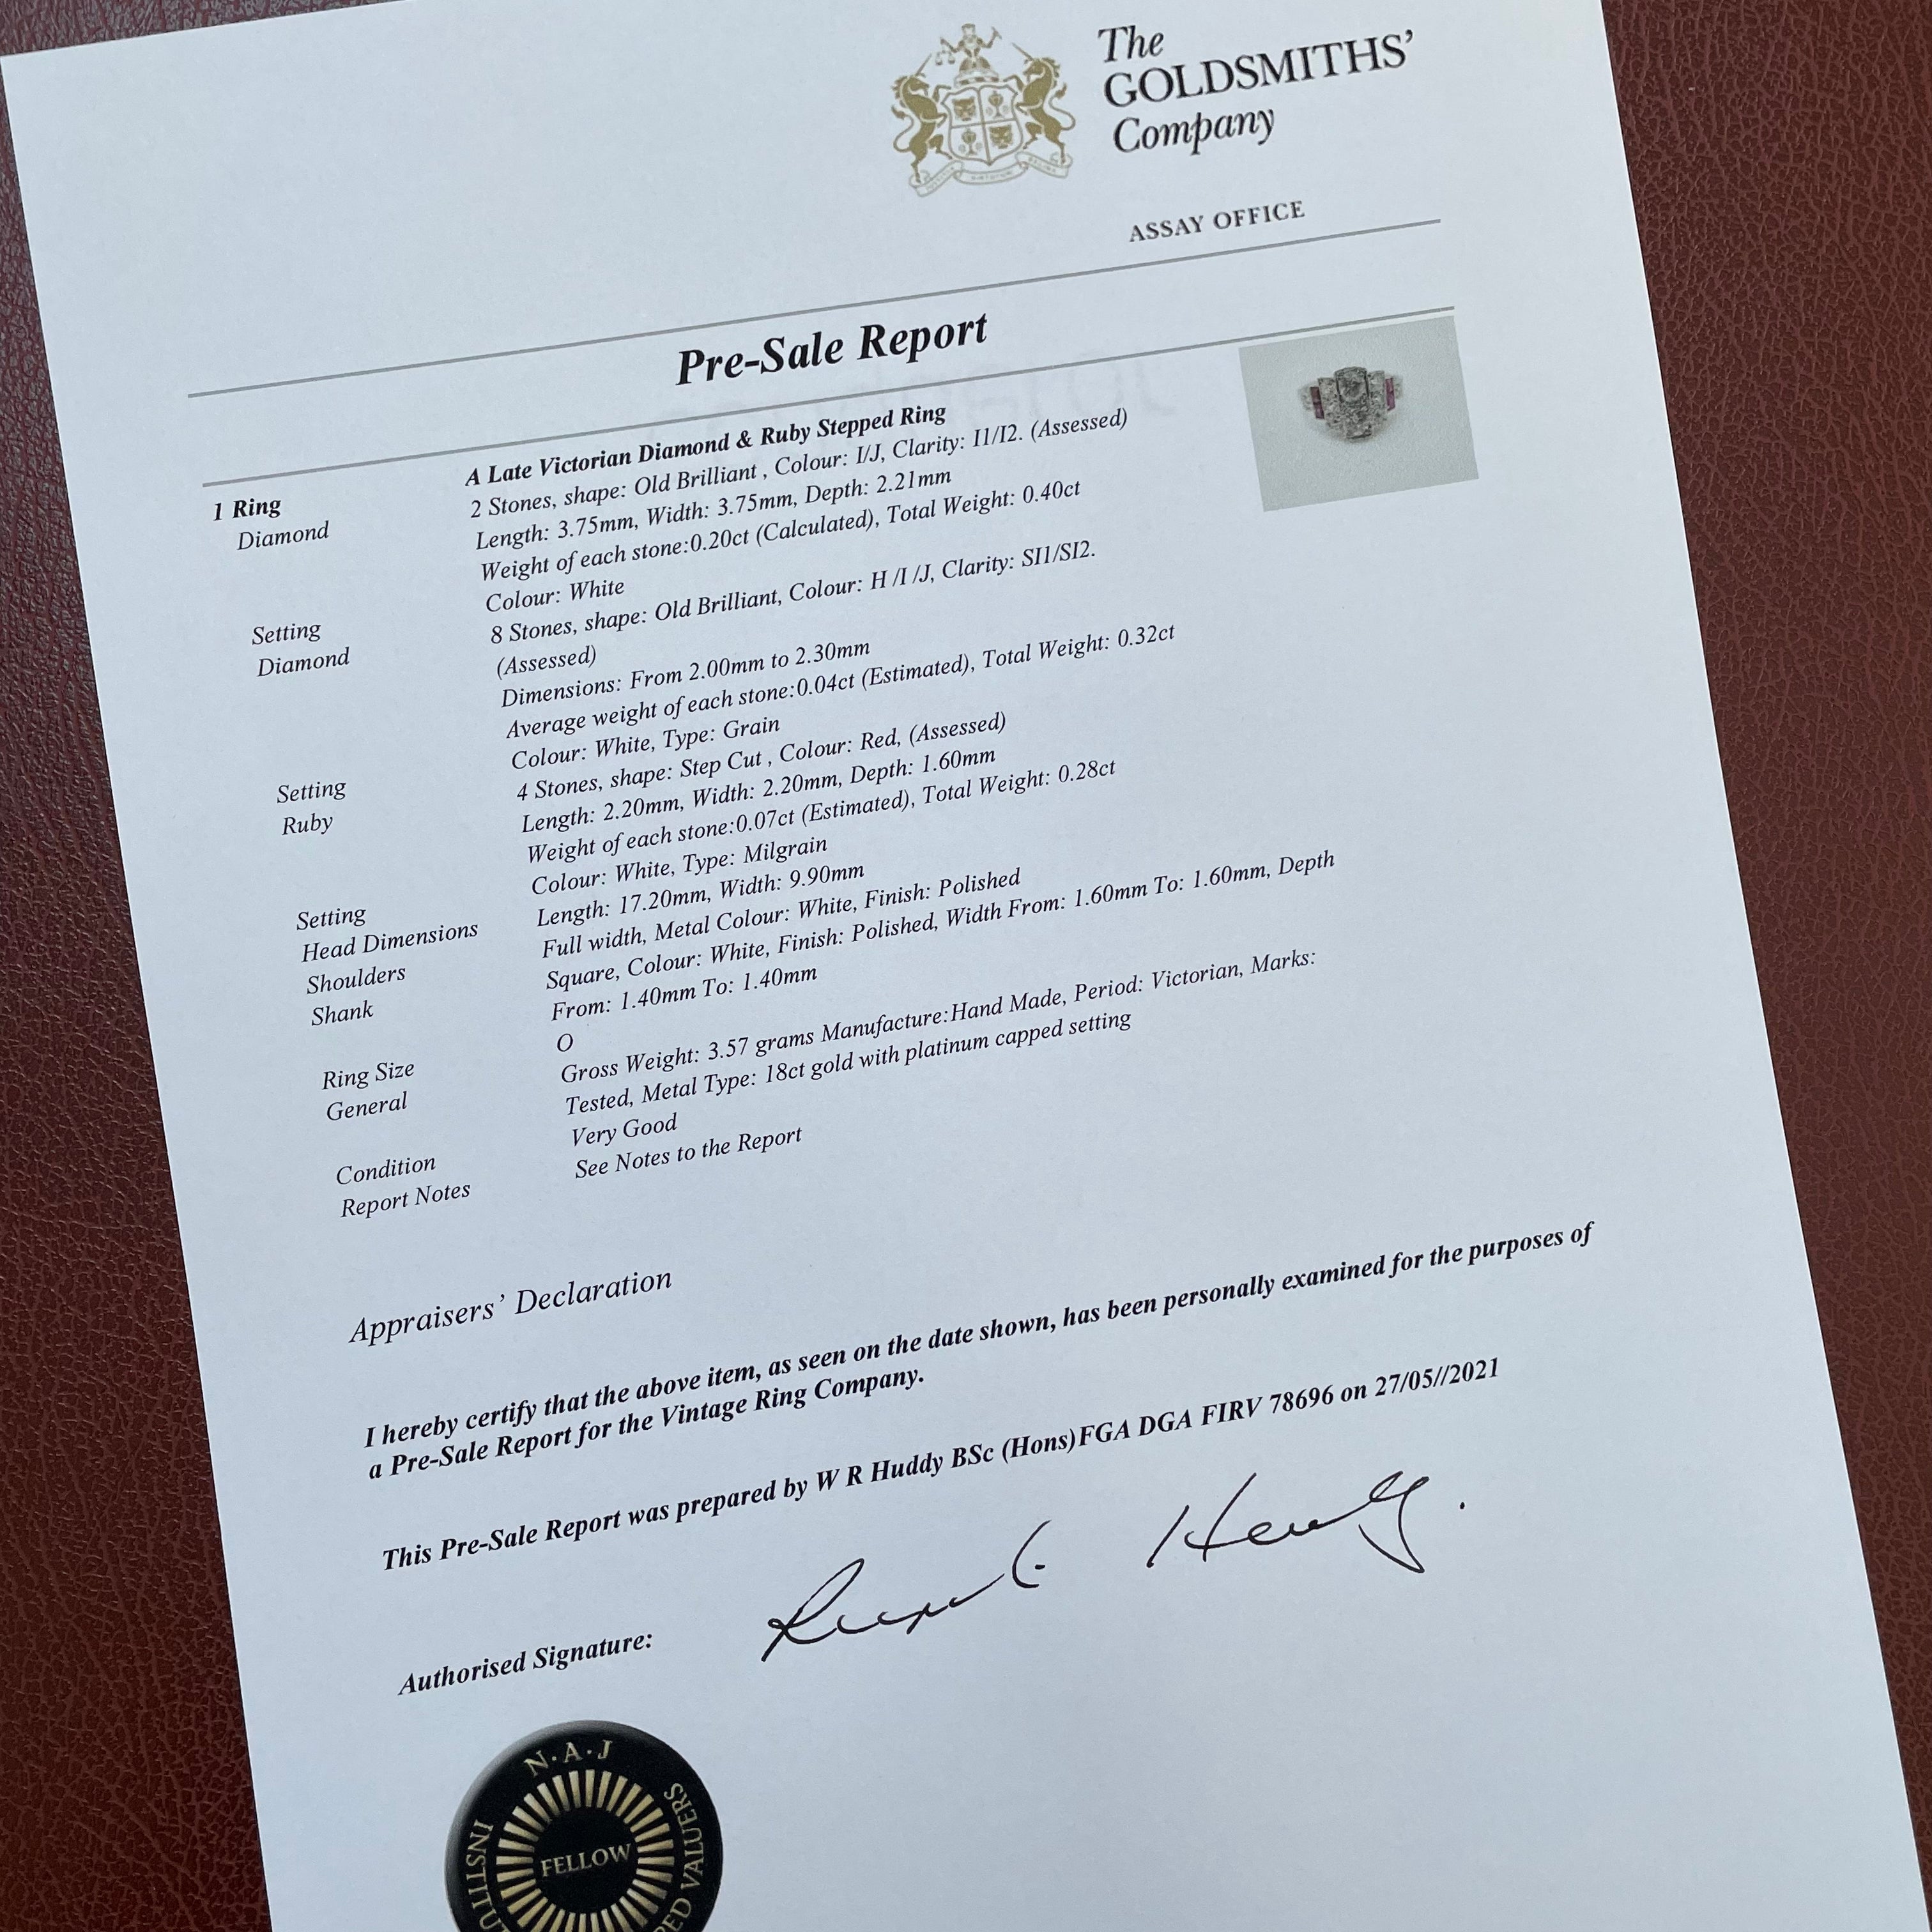 The
GOLDSMITHS'
Company
ASSAY OFFICE
Pre-Sale Report
1 Ring A Late Victorian Diamond & Ruby Stepped Ring
Diamond 2 Stones, shape: Old Brilliant , Colour: I/J, Clarity: I1/I2. (Assessed)
Length: 3.75mm, Width: 3.75mm, Depth: 2.21mm
Weight of each stone:0.20ct (Calculated), Total Weight: 0.40ct
Setting Colour: White
Diamond 8 Stones, shape: Old Brilliant, Colour: H /I /J, Clarity: SI1/SI2.
(Assessed)
Dimensions: From 2.00mm to 2.30mm
Average weight of each stone:0.04ct (Estimated), Total Weight: 0.32ct
Setting Colour: White, Type: Grain
Ruby 4 Stones, shape: Step Cut , Colour: Red, (Assessed)
Length: 2.20mm, Width: 2.20mm, Depth: 1.60mm
Weight of each stone:0.07ct (Estimated), Total Weight: 0.28ct
Setting Colour: White, Type: Milgrain
Head Dimensions Length: 17.20mm, Width: 9.90mm
Shoulders Full width, Metal Colour: White, Finish: Polished
Shank Square, Colour: White, Finish: Polished, Width From: 1.60mm To: 1.60mm, Depth
From: 1.40mm To: 1.40mm
Ring Size O
General Gross Weight: 3.57 grams Manufacture:Hand Made, Period: Victorian, Marks:
Tested, Metal Type: 18ct gold with platinum capped setting
Condition Very Good
Report Notes See Notes to the Report
Appraisers' Declaration
I hereby certify that the above item, as seen on the date shown, has been personally examined for the purposes of
a Pre-Sale Report for the Vintage Ring Company.
This Pre-Sale Report was prepared by W R Huddy BSc (Hons)FGA DGA FIRV 78696 on 27/05//2021
Authorised Signature:
N·A·J
FELLOW